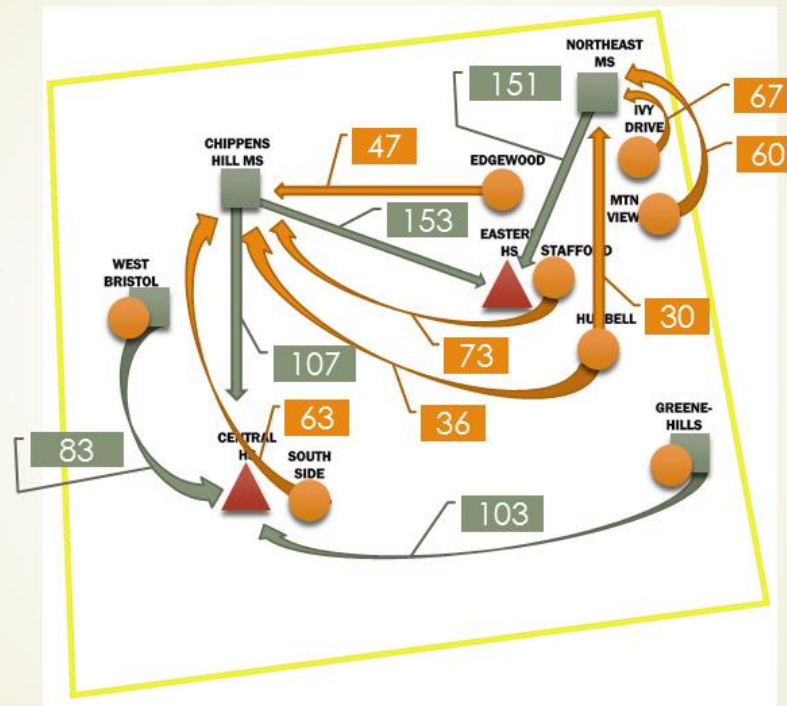 NORTHEAST
MS
151
67
IVY
DRIVE
CHIPPENS
HILL MS
47
EDGEWOOD
60
MTN
VIEW
153
EASTERN
HS
STAFFORD
WEST
BRISTOL
HUBBELL
30
73
107
36
63
GREENE-
HILLS
83
CENTRAL
HS
SOUTH
SIDE
103